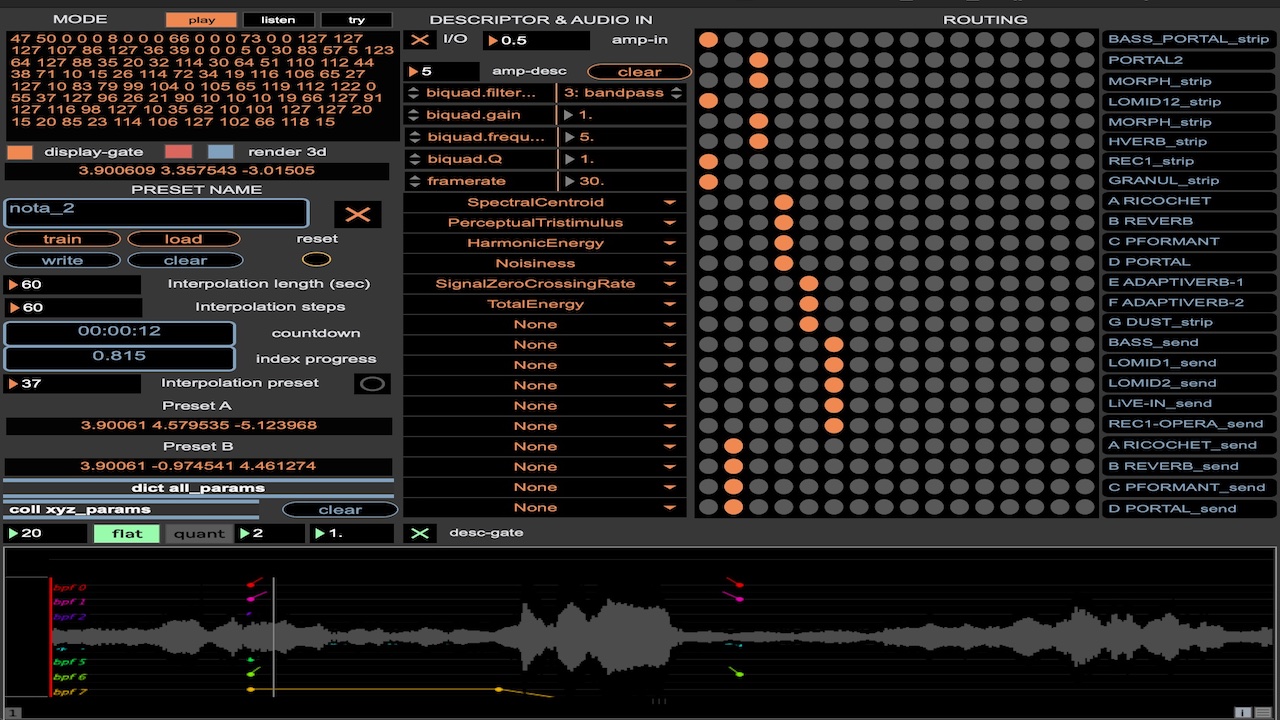 MODE
play
listen
try
47 50 0 0 0 8 0 0 0 66 0 0 0 73 0 0 127 127
127 107 86 127 36 39 0 0 0 5 0 30 83 57 5 123
64 127 88 35 20 32 114 30 64 51 110 112 44
38 71 10 15 26 114 72 34 19 116 106 65 27
127 10 83 79 99 104 0 105 65 119 112 122 0
55 37 127 96 26 21 90 10 10 10 19 66 127 91
127 116 98 127 10 35 62 10 101 127 127 127 20
15 20 85 23 114 106 127 102 66 118 15
display-gate
render 3d
3.900609 3.357543 -3.01505
PRESET NAME
nota_2
train
load
reset
write
clear
60
Interpolation length (sec)
60
Interpolation steps
00:00:12
countdown
0.815
index progress
37
Interpolation preset
Preset A
3.90061 4.579535 -5.123968
Preset B
3.90061 -0.974541 4.461274
dict all_params
coll xyz_params
clear
20
flat
quant
2
1.
desc-gate
DESCRIPTOR & AUDIO IN
I/O
0.5
amp-in
5
amp-desc
clear
biquad.filter...
3: bandpass
biquad.gain
1.
biquad.frequ...
5.
biquad.Q
1.
framerate
30.
SpectralCentroid
PerceptualTristimulus
HarmonicEnergy
Noisiness
SignalZeroCrossingRate
TotalEnergy
None
None
None
None
None
None
None
None
None
None
ROUTING
BASS_PORTAL_strip
PORTAL2
MORPH_strip
LOMID12_strip
MORPH_strip
HVERB_strip
REC1_strip
GRANUL_strip
A RICOCHET
B REVERB
C PFORMANT
D PORTAL
E ADAPTIVERB-1
F ADAPTIVERB-2
G DUST_strip
BASS_send
LOMID1_send
LOMID2_send
LiVE-IN_send
REC1-OPERA_send
A RICOCHET_send
B REVERB_send
C PFORMANT_send
D PORTAL_send
bpf 0
bpf 1
bpf 2
bpf 5
bpf 6
bpf 7
1
i